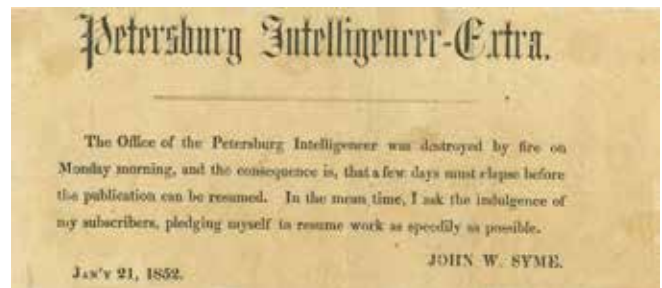 Petersburg Intelligencer-Extra.
The Office of the Petersburg Intelligencer was destroyed by fire on
Monday morning, and the consequence is, that a few days must elapse before
the publication can be resumed. In the mean time, I ask the indulgence of
my subscribers, pledging myself to resume work as speedily as possible.
JOHN W. SYME.
JAN'Y 21, 1852.